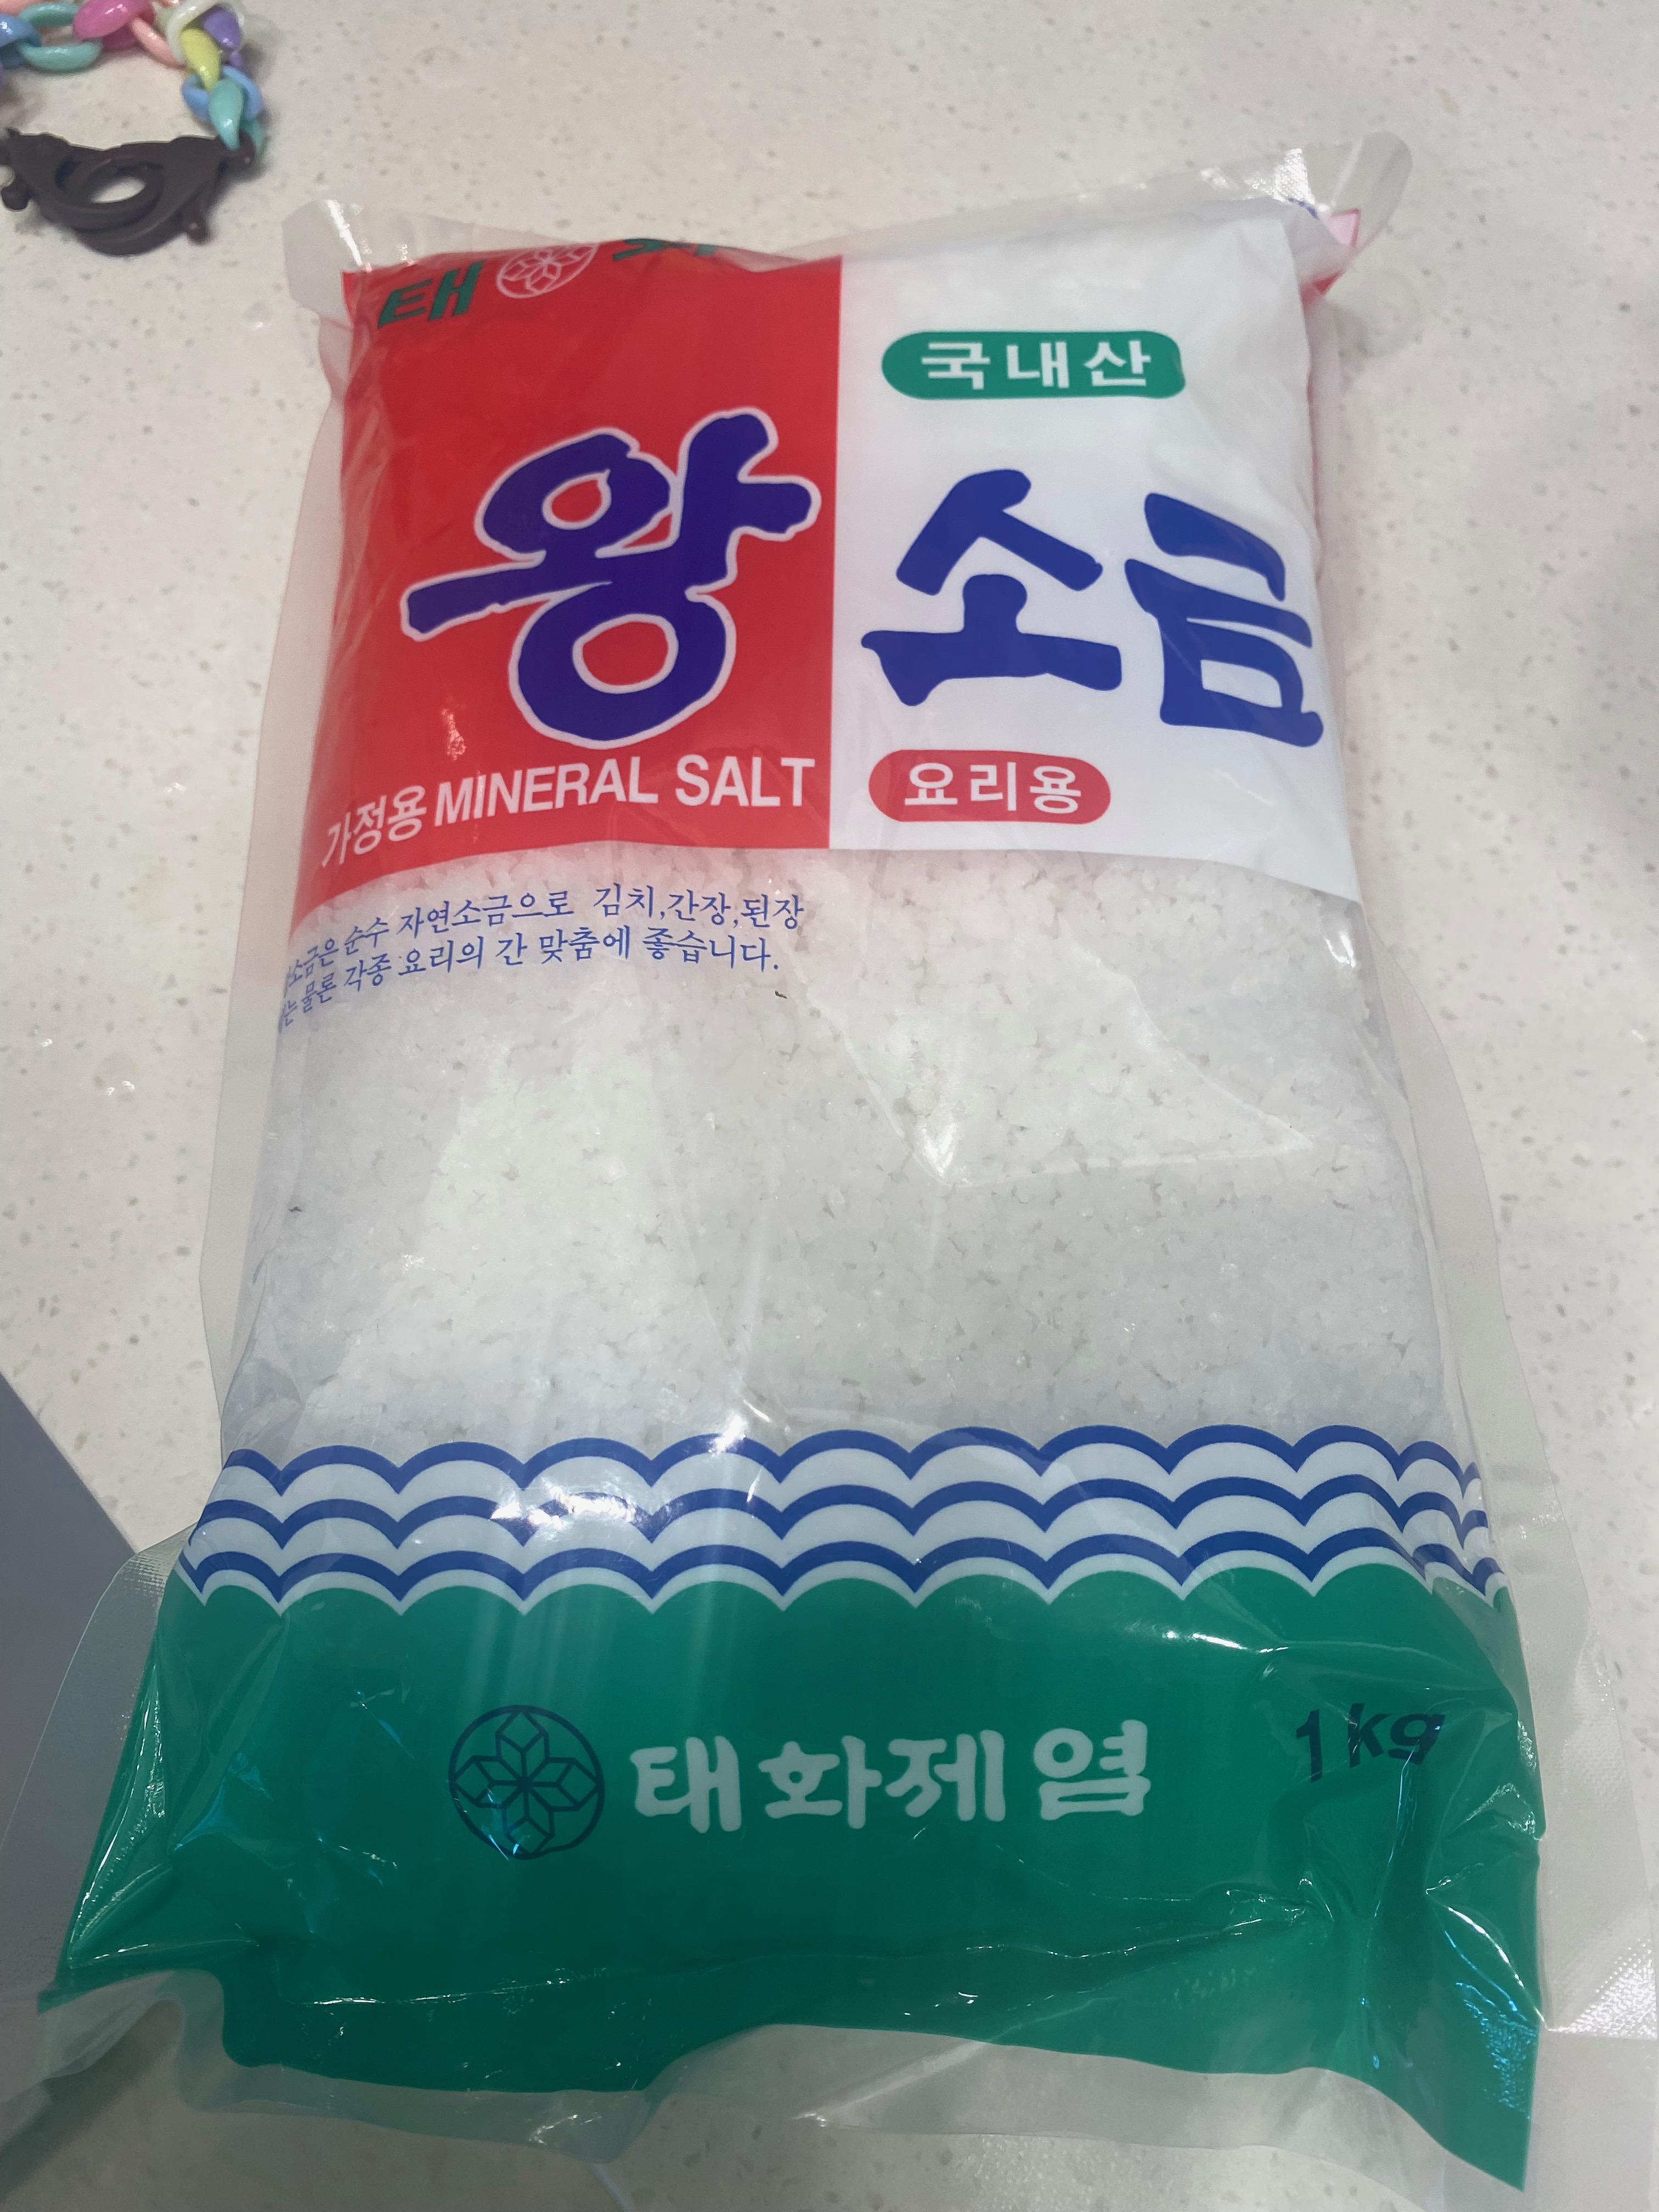 태
국내산
왕소금
가정용 MINERAL SALT
요리용
소금은 순수 자연소금으로 김치,간장,된장
는 물론 각종 요리의 간 맞춤에 좋습니다.
태화제염
1kg